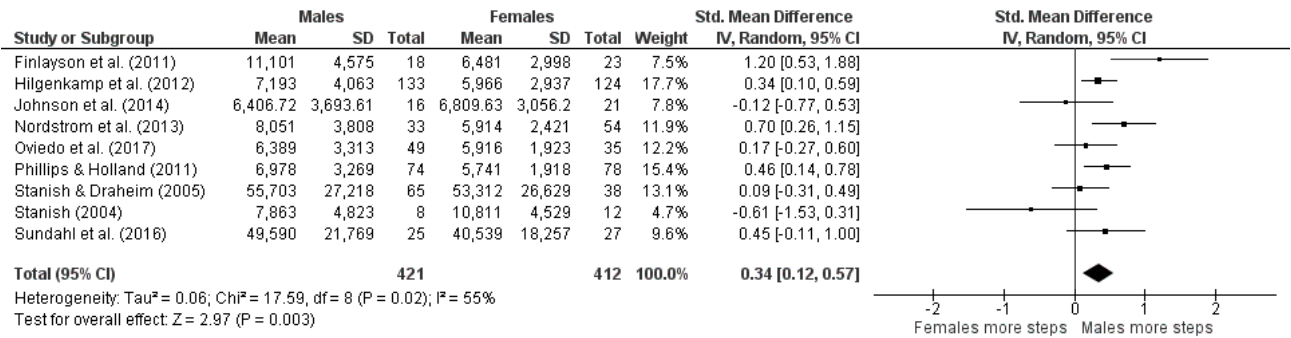 Males Females Std. Mean Difference Std. Mean Difference
Study or Subgroup Mean SD Total Mean SD Total Weight IV, Random, 95% CI IV, Random, 95% CI
Finlayson et al. (2011) 11,101 4,575 18 6,481 2,998 23 7.5% 1.20 [0.53, 1.88]
Hilgenkamp et al. (2012) 7,193 4,063 133 5,966 2,937 124 17.7% 0.34 [0.10, 0.59]
Johnson et al. (2014) 6,406.72 3,693.61 16 6,809.63 3,056.2 21 7.8% -0.12 [-0.77, 0.53]
Nordstrom et al. (2013) 8,051 3,808 33 5,914 2,421 54 11.9% 0.70 [0.26, 1.15]
Oviedo et al. (2017) 6,389 3,313 49 5,916 1,923 35 12.2% 0.17 [-0.27, 0.60]
Phillips & Holland (2011) 6,978 3,269 74 5,741 1,918 78 15.4% 0.46 [0.14, 0.78]
Stanish & Draheim (2005) 55,703 27,218 65 53,312 26,629 38 13.1% 0.09 [-0.31, 0.49]
Stanish (2004) 7,863 4,823 8 10,811 4,529 12 4.7% -0.61 [-1.53, 0.31]
Sundahl et al. (2016) 49,590 21,769 25 40,539 18,257 27 9.6% 0.45 [-0.11, 1.00]
Total (95% CI) 421 412 100.0% 0.34 [0.12, 0.57]
Heterogeneity: Tau² = 0.06; Chi² = 17.59, df = 8 (P = 0.02); I² = 55%
Test for overall effect: Z = 2.97 (P = 0.003)
-2 -1 0 1 2
Females more steps Males more steps